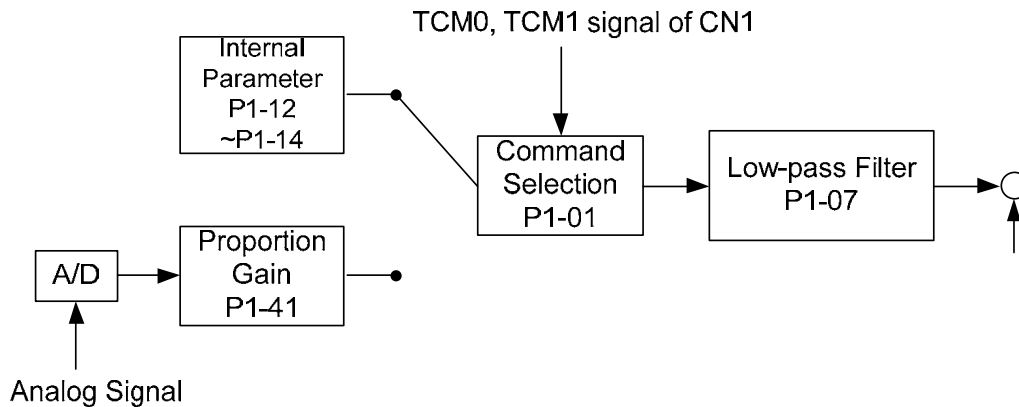 TCM0, TCM1 signal of CN1
Internal
Parameter
P1-12
~P1-14
Command
Selection
P1-01
Low-pass Filter
P1-07
Proportion
Gain
P1-41
A/D
Analog Signal